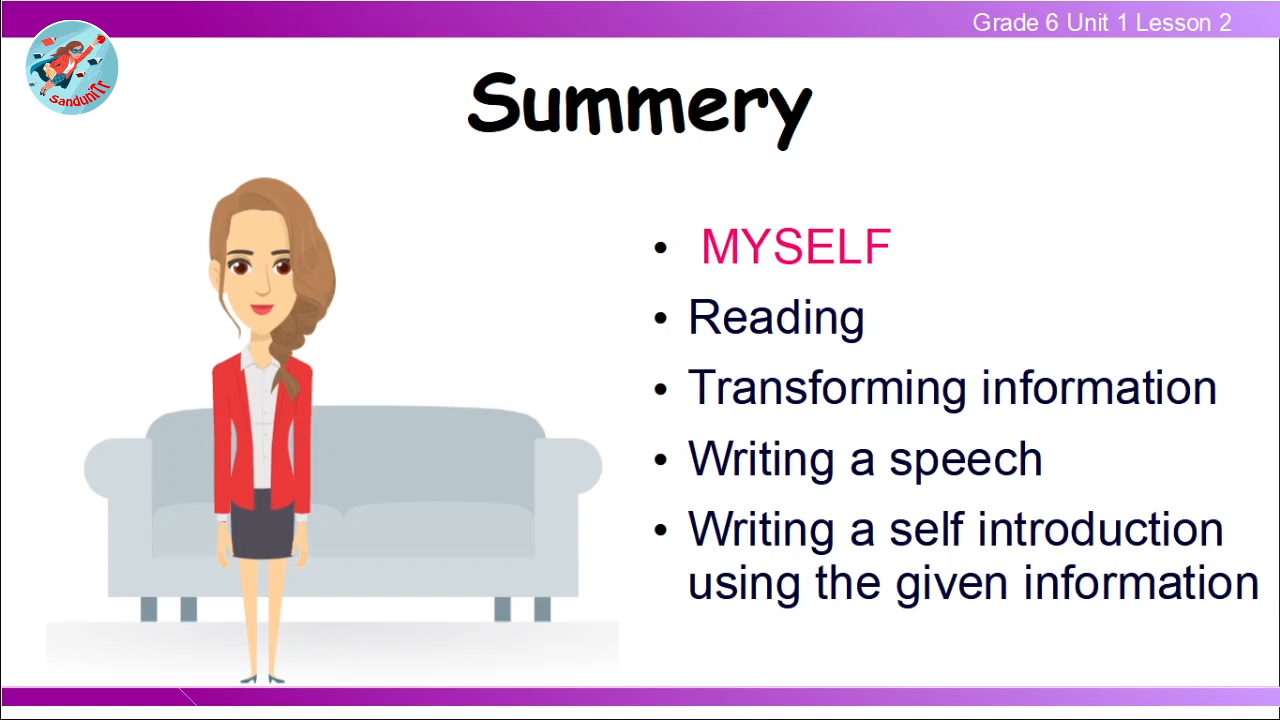 Grade 6 Unit 1 Lesson 2
SanduniTr
Summery
• MYSELF
• Reading
• Transforming information
• Writing a speech
• Writing a self introduction
using the given information